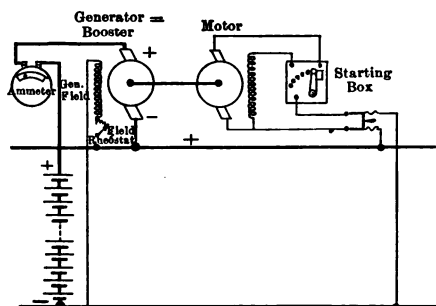 Generator =
Booster
Motor
Ammeter
Gen.
Field
+
−
Field
Rheostat
Starting
Box
+
+
−